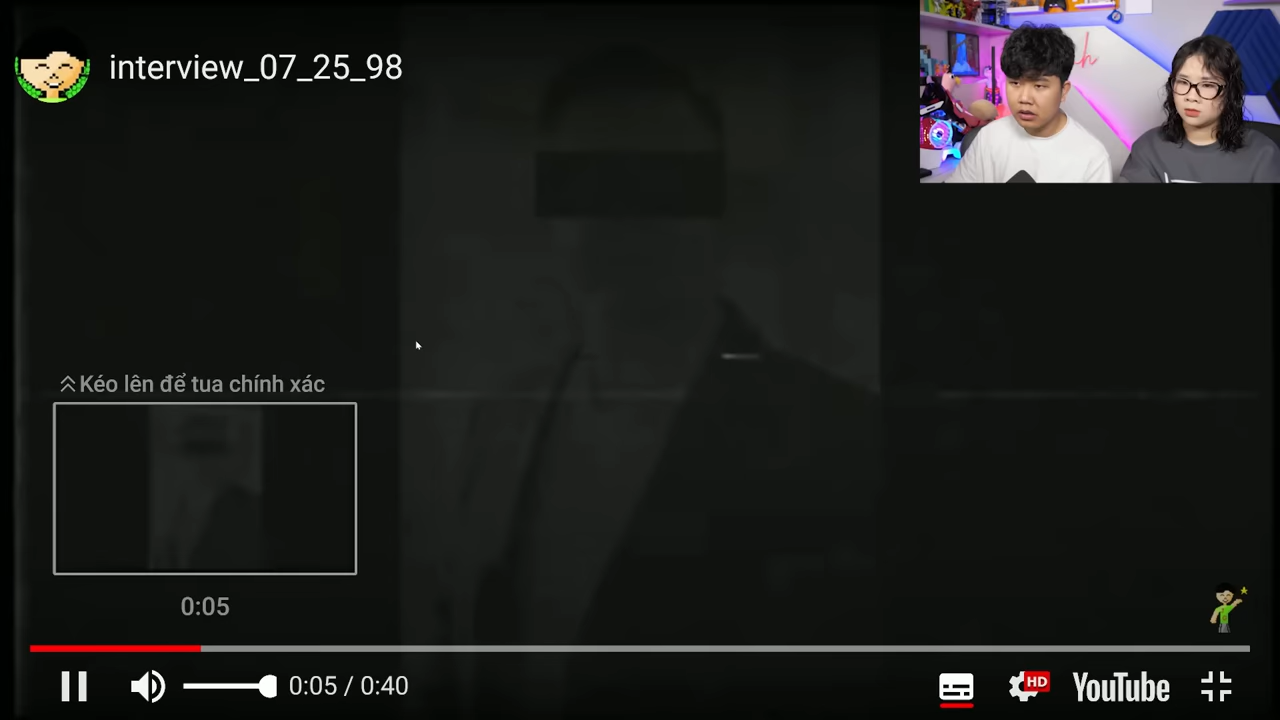 interview_07_25_98
Kéo lên để tua chính xác
0:05
0:05 / 0:40
HD
YouTube